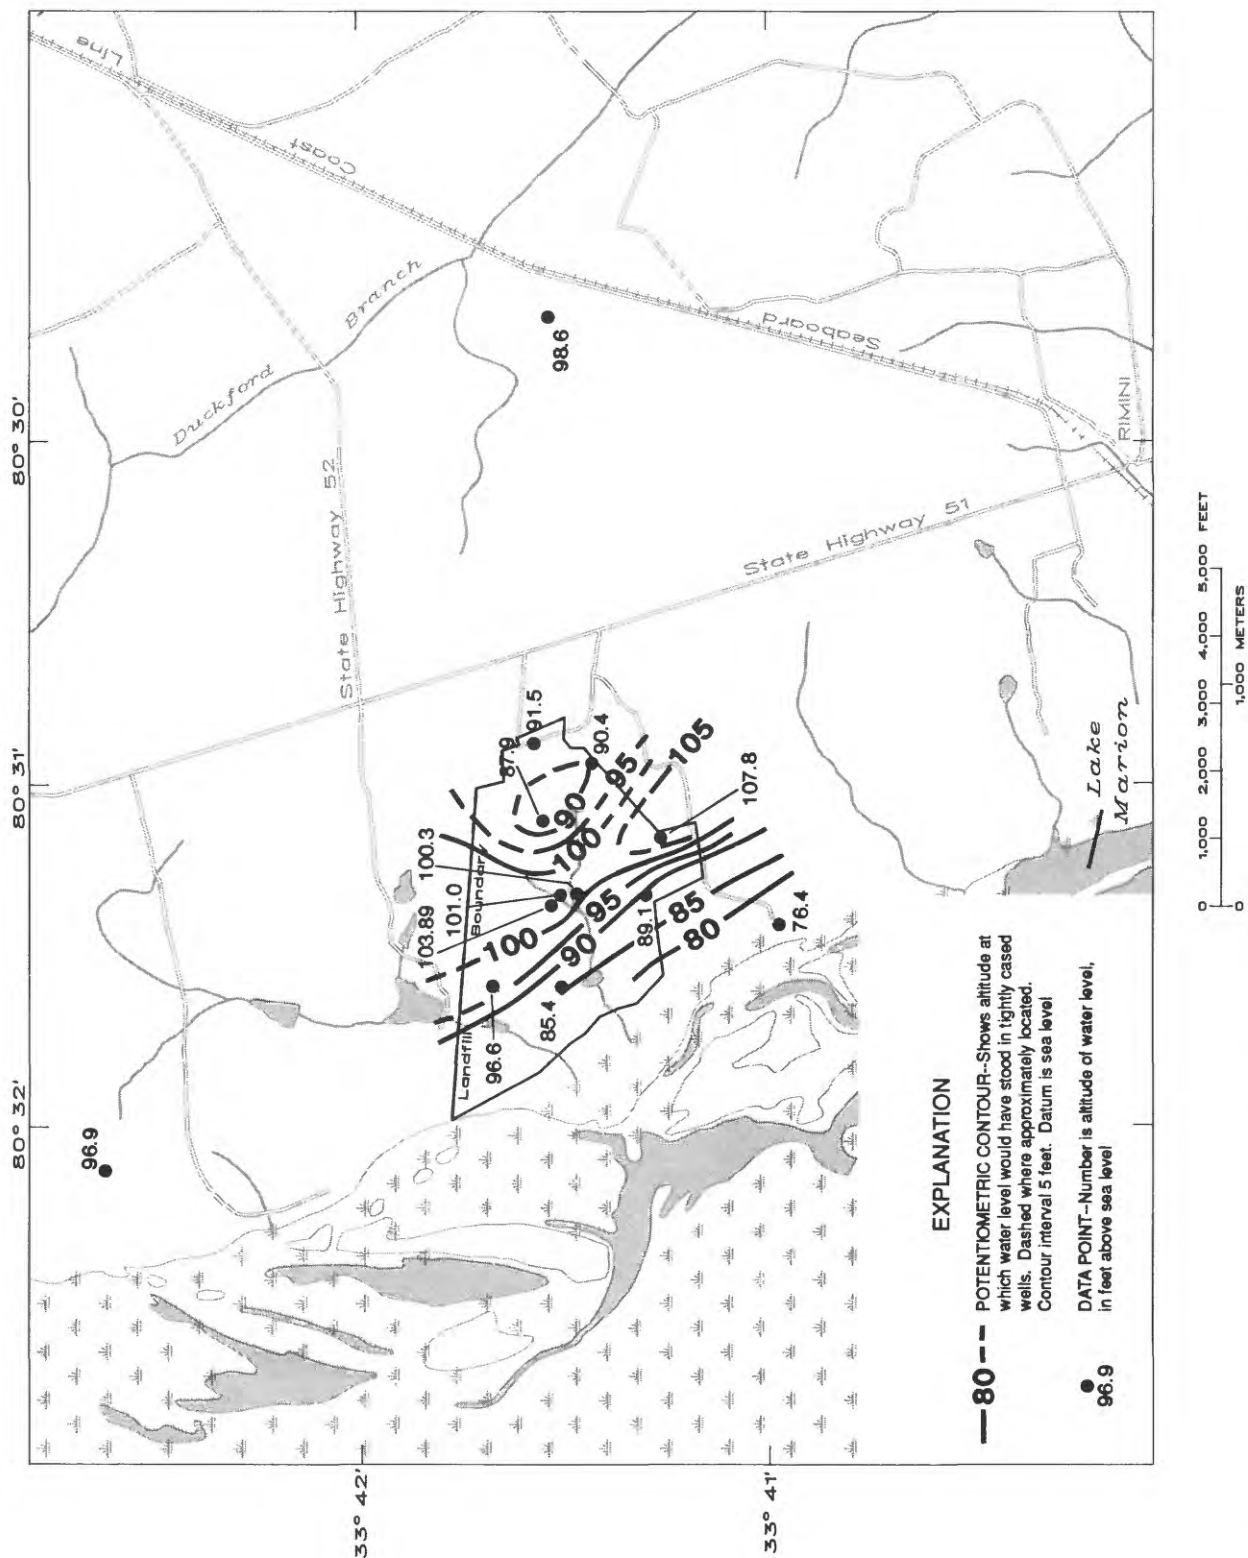 80° 32'
80° 31'
80° 30'
33° 42'
33° 41'
Line
Coast
Seaboard
Duckford Branch
State Highway 52
State Highway 51
RIMINI
Lake
Marion
Landfill Boundary
96.9
98.6
91.5
87.9
90.4
107.8
100.3
101.0
103.89
96.6
85.4
89.1
76.4
100
95
90
85
80
90
100
95
105
EXPLANATION
80 POTENTIOMETRIC CONTOUR--Shows altitude at
which water level would have stood in tightly cased
wells. Dashed where approximately located.
Contour interval 5 feet. Datum is sea level
96.9 DATA POINT--Number is altitude of water level,
in feet above sea level
0 1,000 2,000 3,000 4,000 5,000 FEET
0 1,000 METERS